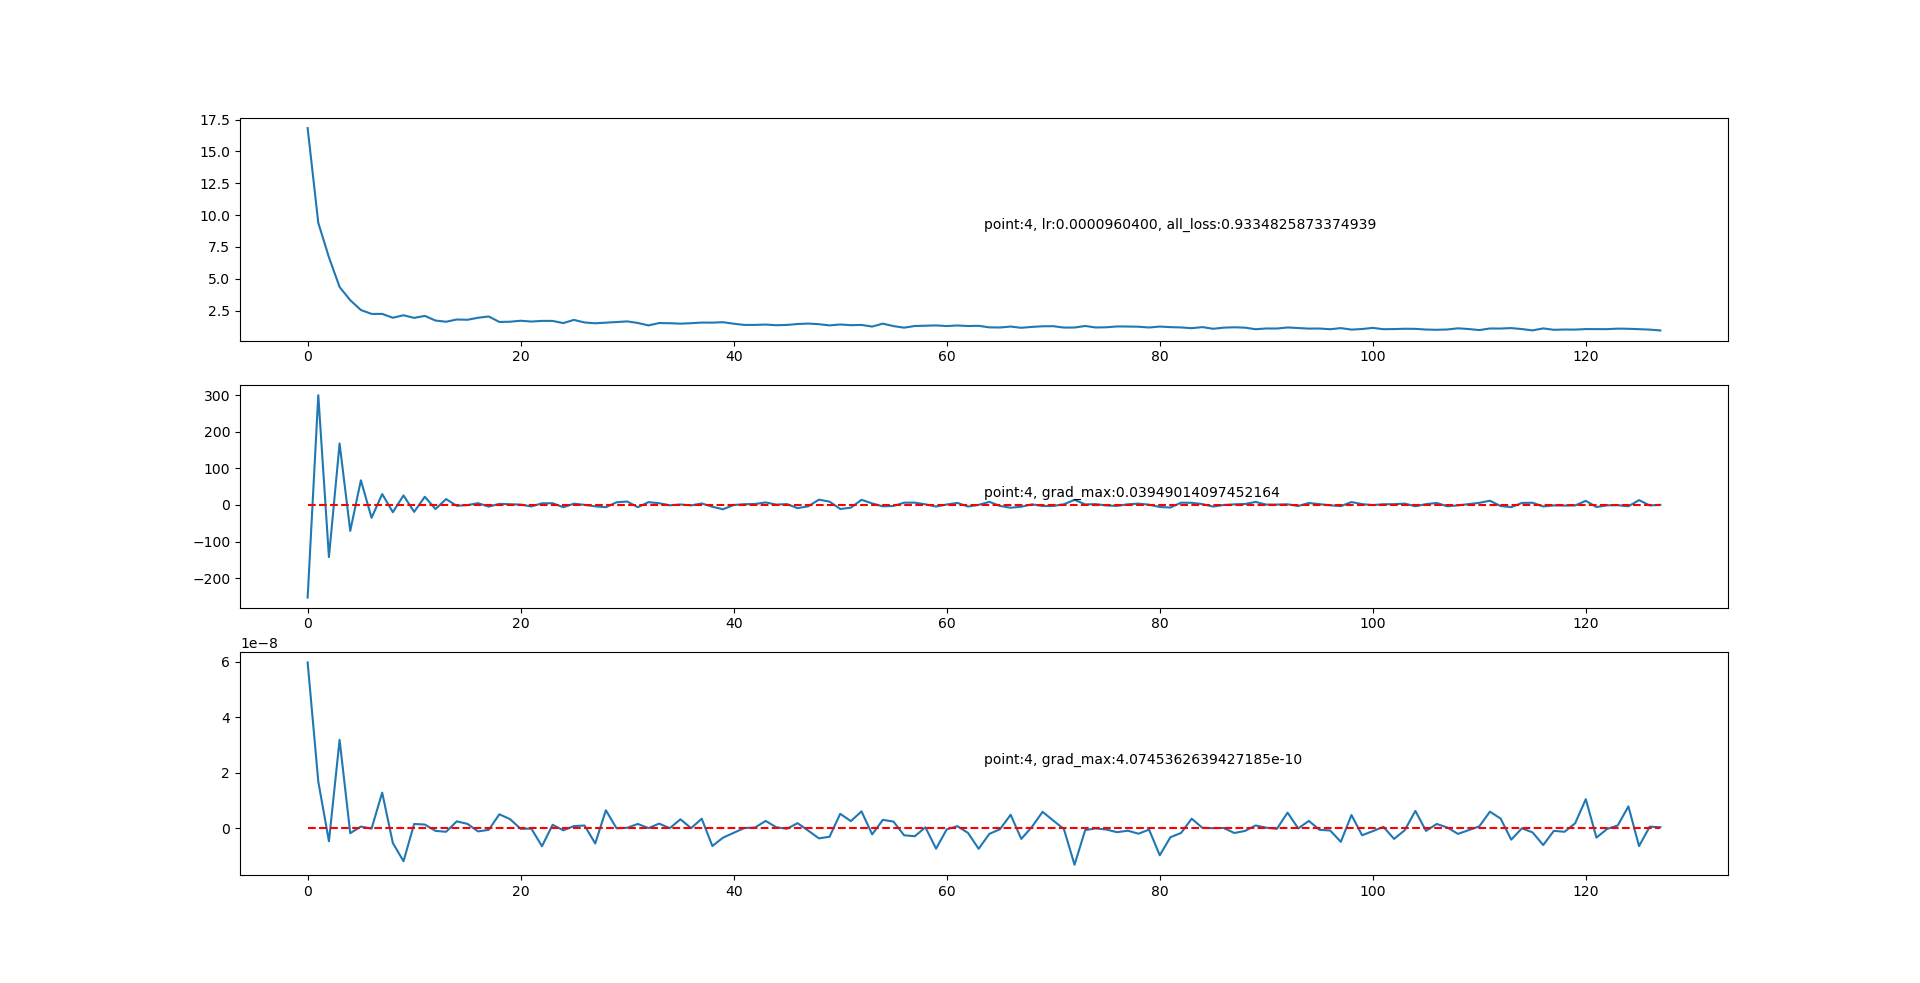 17.5
15.0
12.5
10.0
7.5
5.0
2.5
point:4, lr:0.0000960400, all_loss:0.9334825873374939
0 20 40 60 80 100 120
300
200
100
0
−100
−200
point:4, grad_max:0.03949014097452164
0 20 40 60 80 100 120
1e−8
6
4
2
0
point:4, grad_max:4.0745362639427185e-10
0 20 40 60 80 100 120